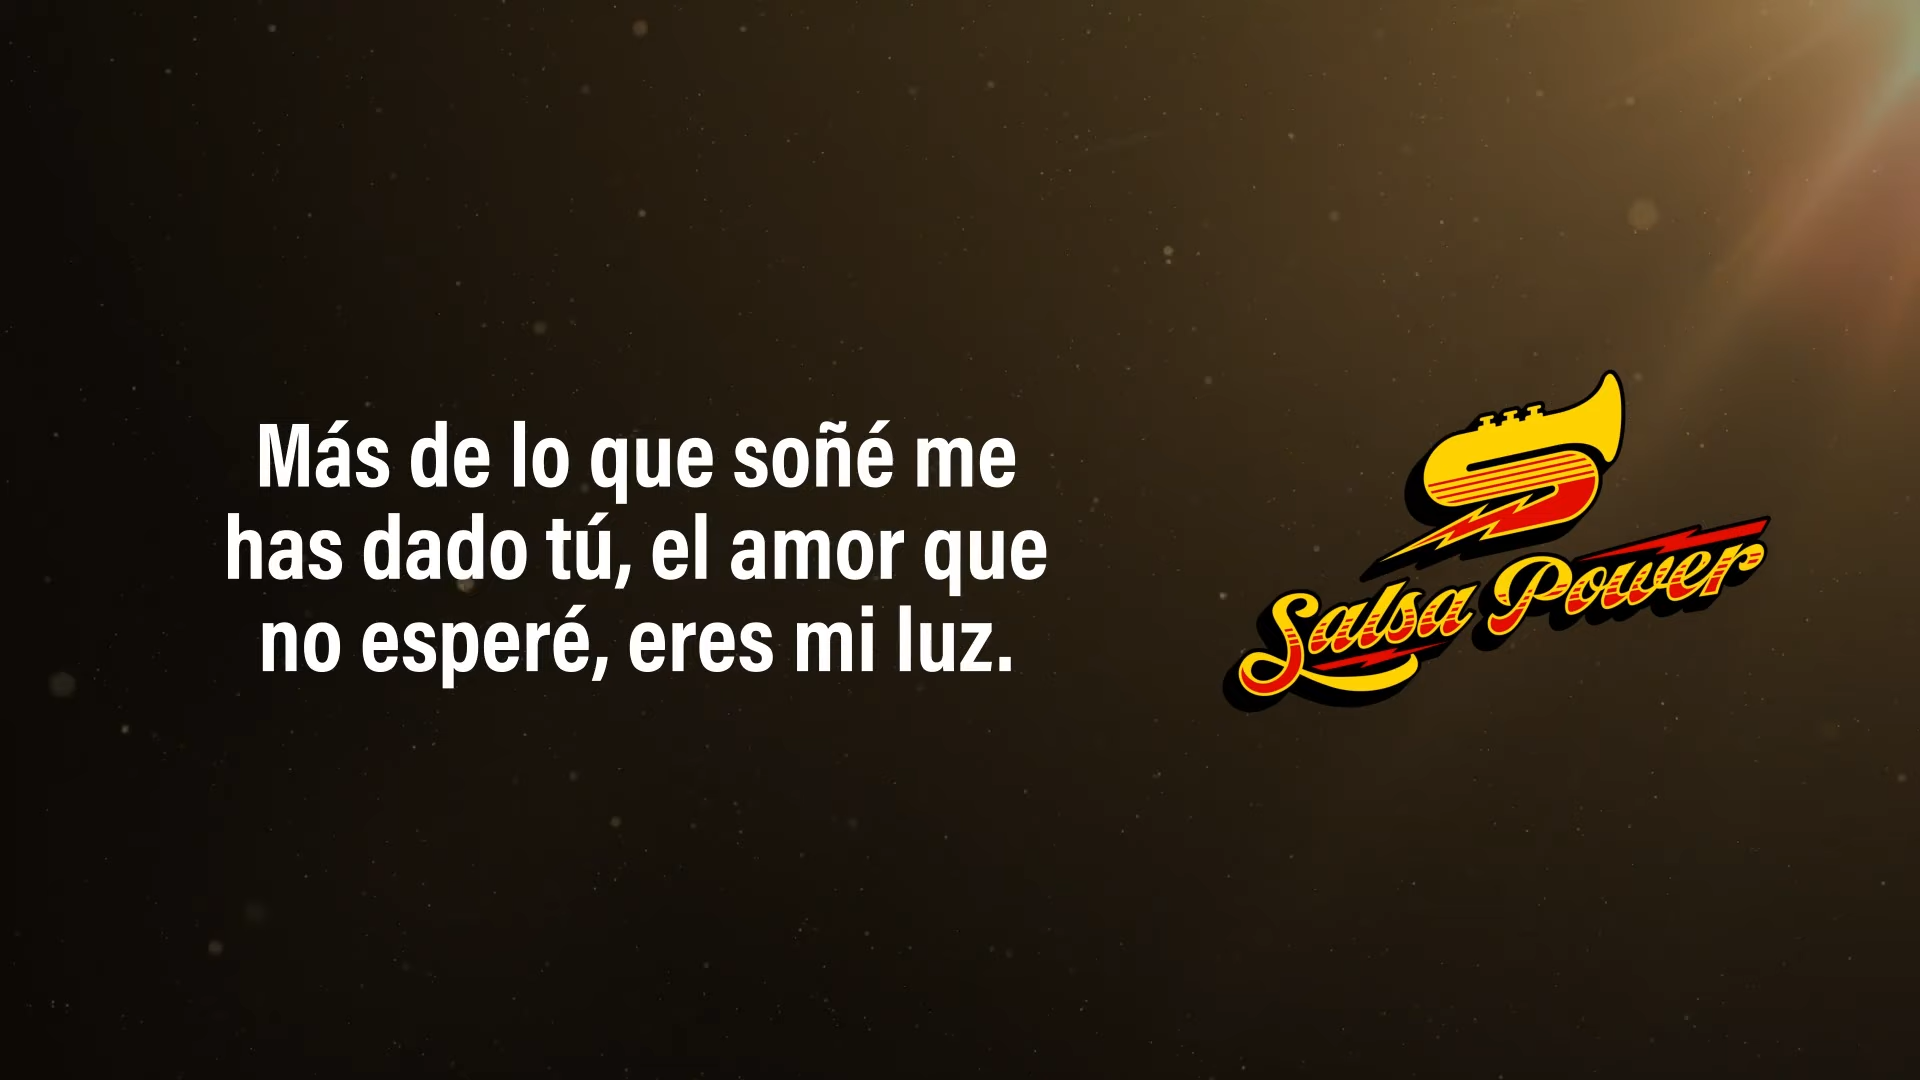 Más de lo que soñé me
has dado tú, el amor que
no esperé, eres mi luz.
Salsa Power